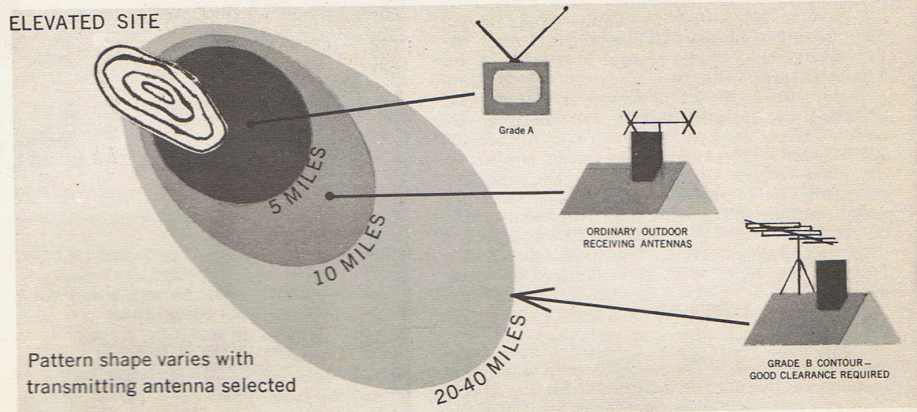 ELEVATED SITE
Grade A
5 MILES
ORDINARY OUTDOOR
RECEIVING ANTENNAS
10 MILES
GRADE B CONTOUR—
GOOD CLEARANCE REQUIRED
20-40 MILES
Pattern shape varies with
transmitting antenna selected